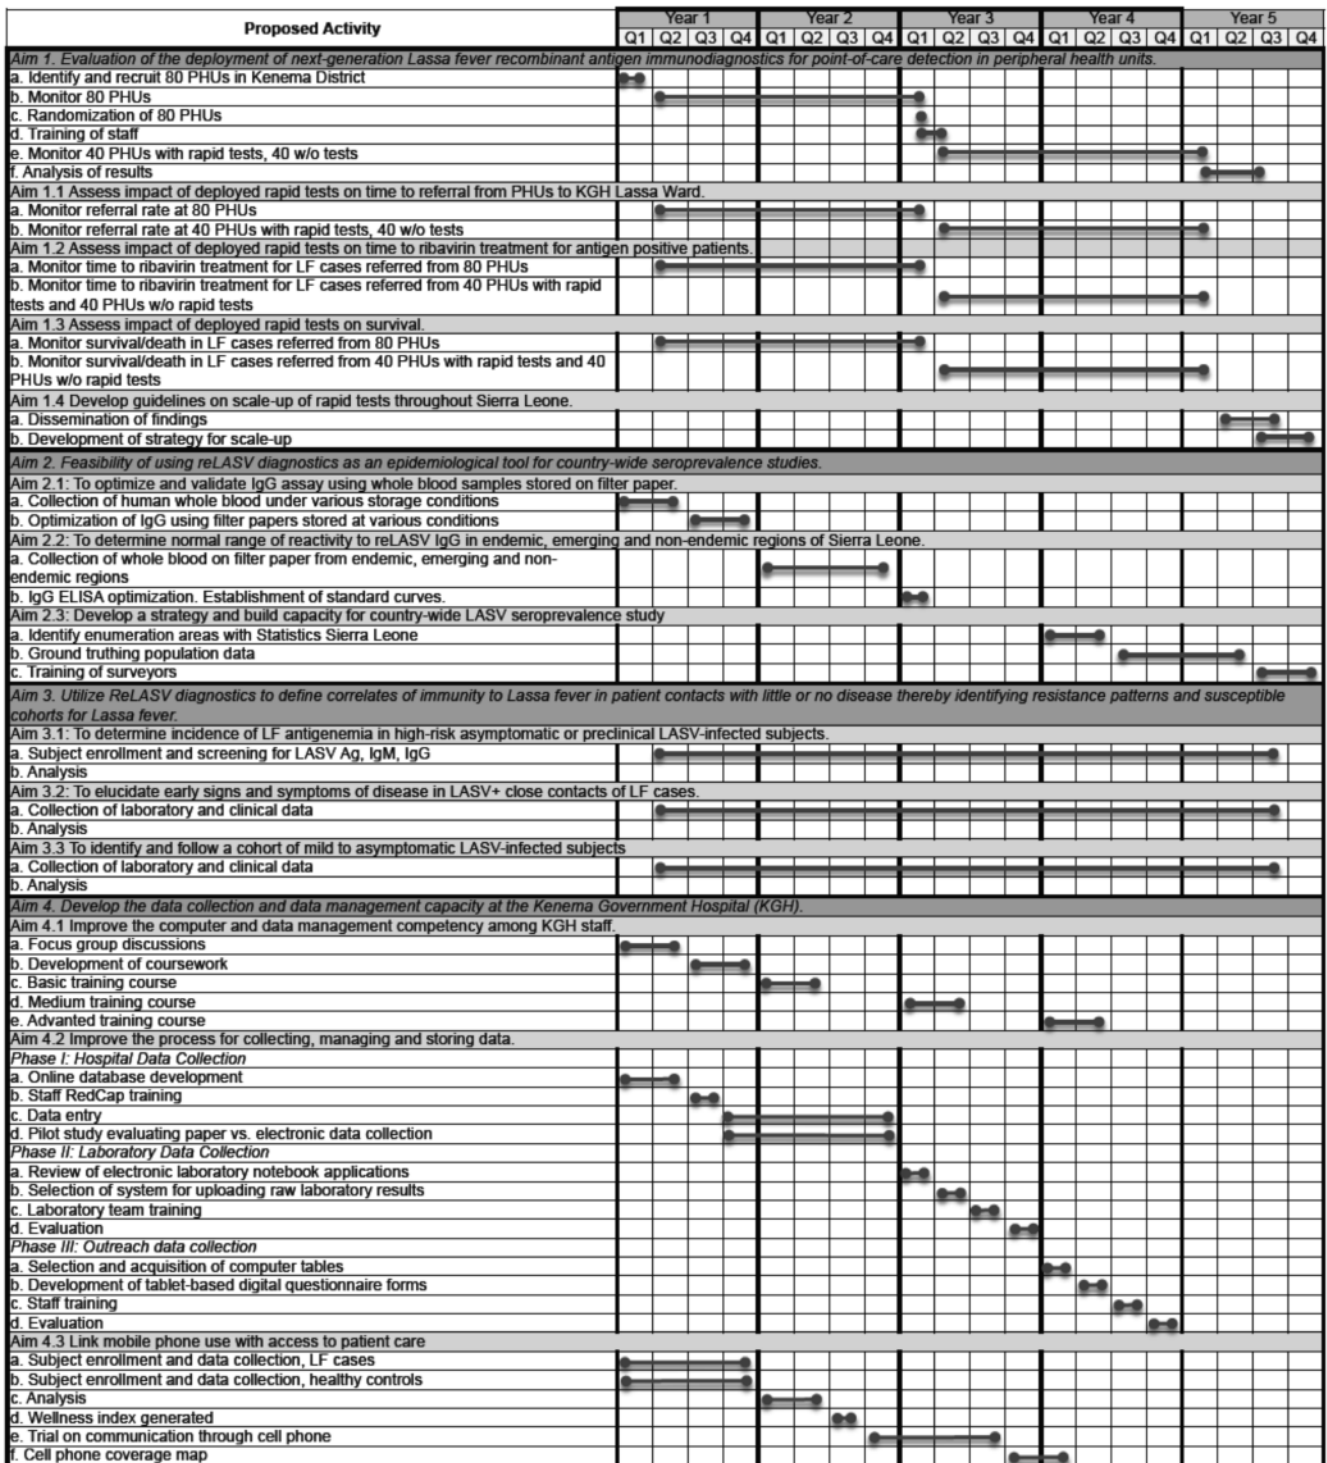 Proposed Activity
Year 1 Year 2 Year 3 Year 4 Year 5
Q1 Q2 Q3 Q4 Q1 Q2 Q3 Q4 Q1 Q2 Q3 Q4 Q1 Q2 Q3 Q4 Q1 Q2 Q3 Q4
Aim 1. Evaluation of the deployment of next-generation Lassa fever recombinant antigen immunodiagnostics for point-of-care detection in peripheral health units.
a. Identify and recruit 80 PHUs in Kenema District
b. Monitor 80 PHUs
c. Randomization of 80 PHUs
d. Training of staff
e. Monitor 40 PHUs with rapid tests, 40 w/o tests
f. Analysis of results
Aim 1.1 Assess impact of deployed rapid tests on time to referral from PHUs to KGH Lassa Ward.
a. Monitor referral rate at 80 PHUs
b. Monitor referral rate at 40 PHUs with rapid tests, 40 w/o tests
Aim 1.2 Assess impact of deployed rapid tests on time to ribavirin treatment for antigen positive patients.
a. Monitor time to ribavirin treatment for LF cases referred from 80 PHUs
b. Monitor time to ribavirin treatment for LF cases referred from 40 PHUs with rapid
tests and 40 PHUs w/o rapid tests
Aim 1.3 Assess impact of deployed rapid tests on survival.
a. Monitor survival/death in LF cases referred from 80 PHUs
b. Monitor survival/death in LF cases referred from 40 PHUs with rapid tests and 40
PHUs w/o rapid tests
Aim 1.4 Develop guidelines on scale-up of rapid tests throughout Sierra Leone.
a. Dissemination of findings
b. Development of strategy for scale-up
Aim 2. Feasibility of using reLASV diagnostics as an epidemiological tool for country-wide seroprevalence studies.
Aim 2.1: To optimize and validate IgG assay using whole blood samples stored on filter paper.
a. Collection of human whole blood under various storage conditions
b. Optimization of IgG using filter papers stored at various conditions
Aim 2.2: To determine normal range of reactivity to reLASV IgG in endemic, emerging and non-endemic regions of Sierra Leone.
a. Collection of whole blood on filter paper from endemic, emerging and non-
endemic regions
b. IgG ELISA optimization. Establishment of standard curves.
Aim 2.3: Develop a strategy and build capacity for country-wide LASV seroprevalence study
a. Identify enumeration areas with Statistics Sierra Leone
b. Ground truthing population data
c. Training of surveyors
Aim 3. Utilize ReLASV diagnostics to define correlates of immunity to Lassa fever in patient contacts with little or no disease thereby identifying resistance patterns and susceptible
cohorts for Lassa fever.
Aim 3.1: To determine incidence of LF antigenemia in high-risk asymptomatic or preclinical LASV-infected subjects.
a. Subject enrollment and screening for LASV Ag, IgM, IgG
b. Analysis
Aim 3.2: To elucidate early signs and symptoms of disease in LASV+ close contacts of LF cases.
a. Collection of laboratory and clinical data
b. Analysis
Aim 3.3 To identify and follow a cohort of mild to asymptomatic LASV-infected subjects
a. Collection of laboratory and clinical data
b. Analysis
Aim 4. Develop the data collection and data management capacity at the Kenema Government Hospital (KGH).
Aim 4.1 Improve the computer and data management competency among KGH staff.
a. Focus group discussions
b. Development of coursework
c. Basic training course
d. Medium training course
e. Advanted training course
Aim 4.2 Improve the process for collecting, managing and storing data.
Phase I: Hospital Data Collection
a. Online database development
b. Staff RedCap training
c. Data entry
d. Pilot study evaluating paper vs. electronic data collection
Phase II: Laboratory Data Collection
a. Review of electronic laboratory notebook applications
b. Selection of system for uploading raw laboratory results
c. Laboratory team training
d. Evaluation
Phase III: Outreach data collection
a. Selection and acquisition of computer tables
b. Development of tablet-based digital questionnaire forms
c. Staff training
d. Evaluation
Aim 4.3 Link mobile phone use with access to patient care
a. Subject enrollment and data collection, LF cases
b. Subject enrollment and data collection, healthy controls
c. Analysis
d. Wellness index generated
e. Trial on communication through cell phone
f. Cell phone coverage map